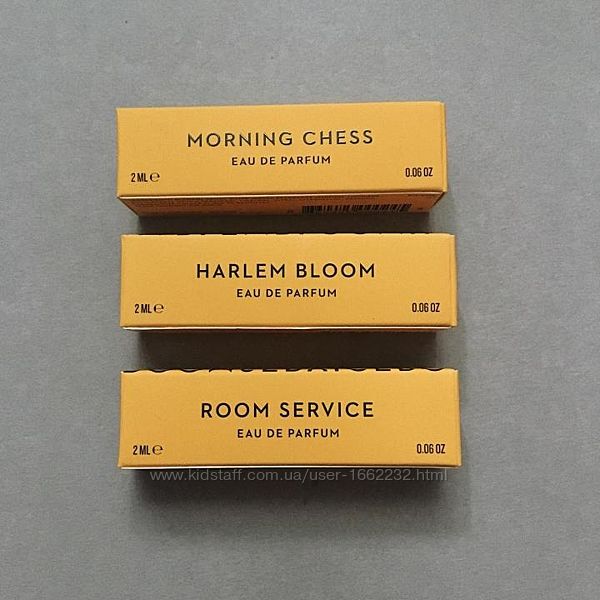 MORNING CHESS
EAU DE PARFUM
2 ML ℮ 0.06 OZ
HARLEM BLOOM
EAU DE PARFUM
2 ML ℮ 0.06 OZ
ROOM SERVICE
EAU DE PARFUM
2 ML ℮ 0.06 OZ
www.kidstaff.com.ua/user-1662232.html